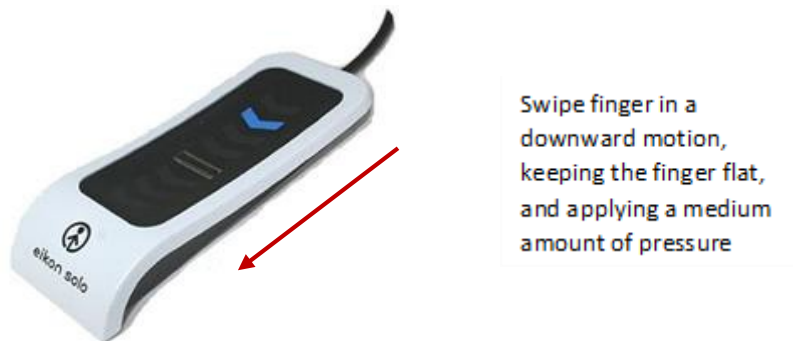 eikon solo
Swipe finger in a
downward motion,
keeping the finger flat,
and applying a medium
amount of pressure